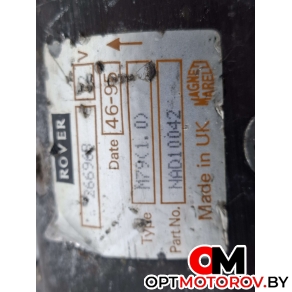 ROVER
12 V
Date 46-95
Type M79(1.0)
Part No. NAD10042
MAGNETI MARELLI
Made in UK
OM
OPTMOTOROV.BY